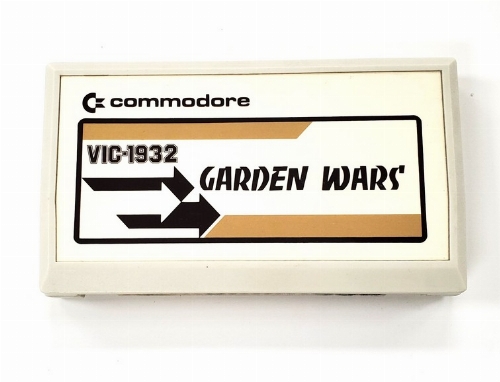 commodore
VIC-1932
GARDEN WARS